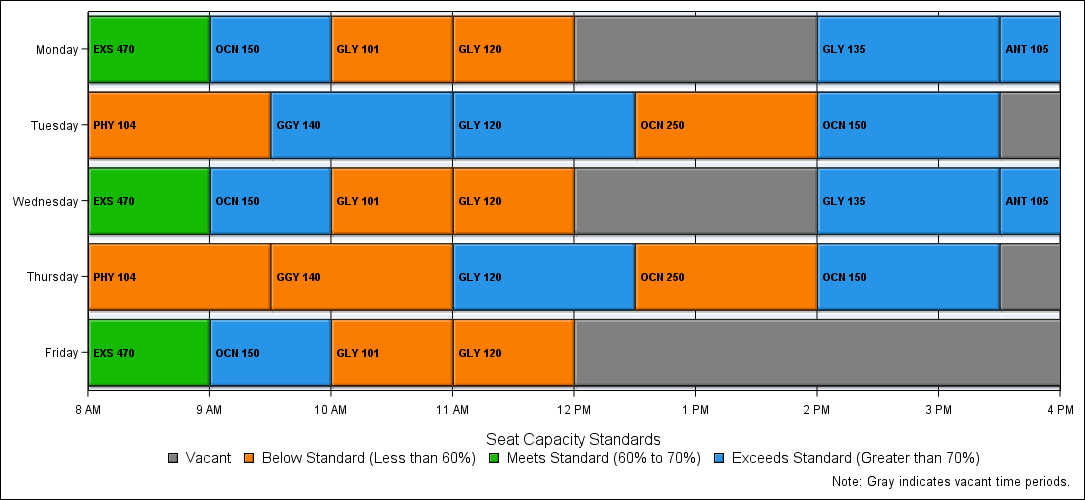 Monday EXS 470 OCN 150 GLY 101 GLY 120 GLY 135 ANT 105
Tuesday PHY 104 GGY 140 GLY 120 OCN 250 OCN 150
Wednesday EXS 470 OCN 150 GLY 101 GLY 120 GLY 135 ANT 105
Thursday PHY 104 GGY 140 GLY 120 OCN 250 OCN 150
Friday EXS 470 OCN 150 GLY 101 GLY 120
8 AM 9 AM 10 AM 11 AM 12 PM 1 PM 2 PM 3 PM 4 PM
Seat Capacity Standards
Vacant Below Standard (Less than 60%) Meets Standard (60% to 70%) Exceeds Standard (Greater than 70%)
Note: Gray indicates vacant time periods.